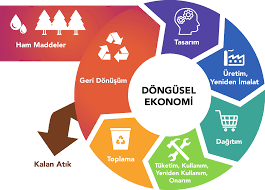 Ham Maddeler
Tasarım
Geri Dönüşüm
DÖNGÜSEL
EKONOMİ
Üretim,
Yeniden İmalat
Dağıtım
Tüketim, Kullanım,
Yeniden Kullanım,
Onarım
Toplama
Kalan Atık